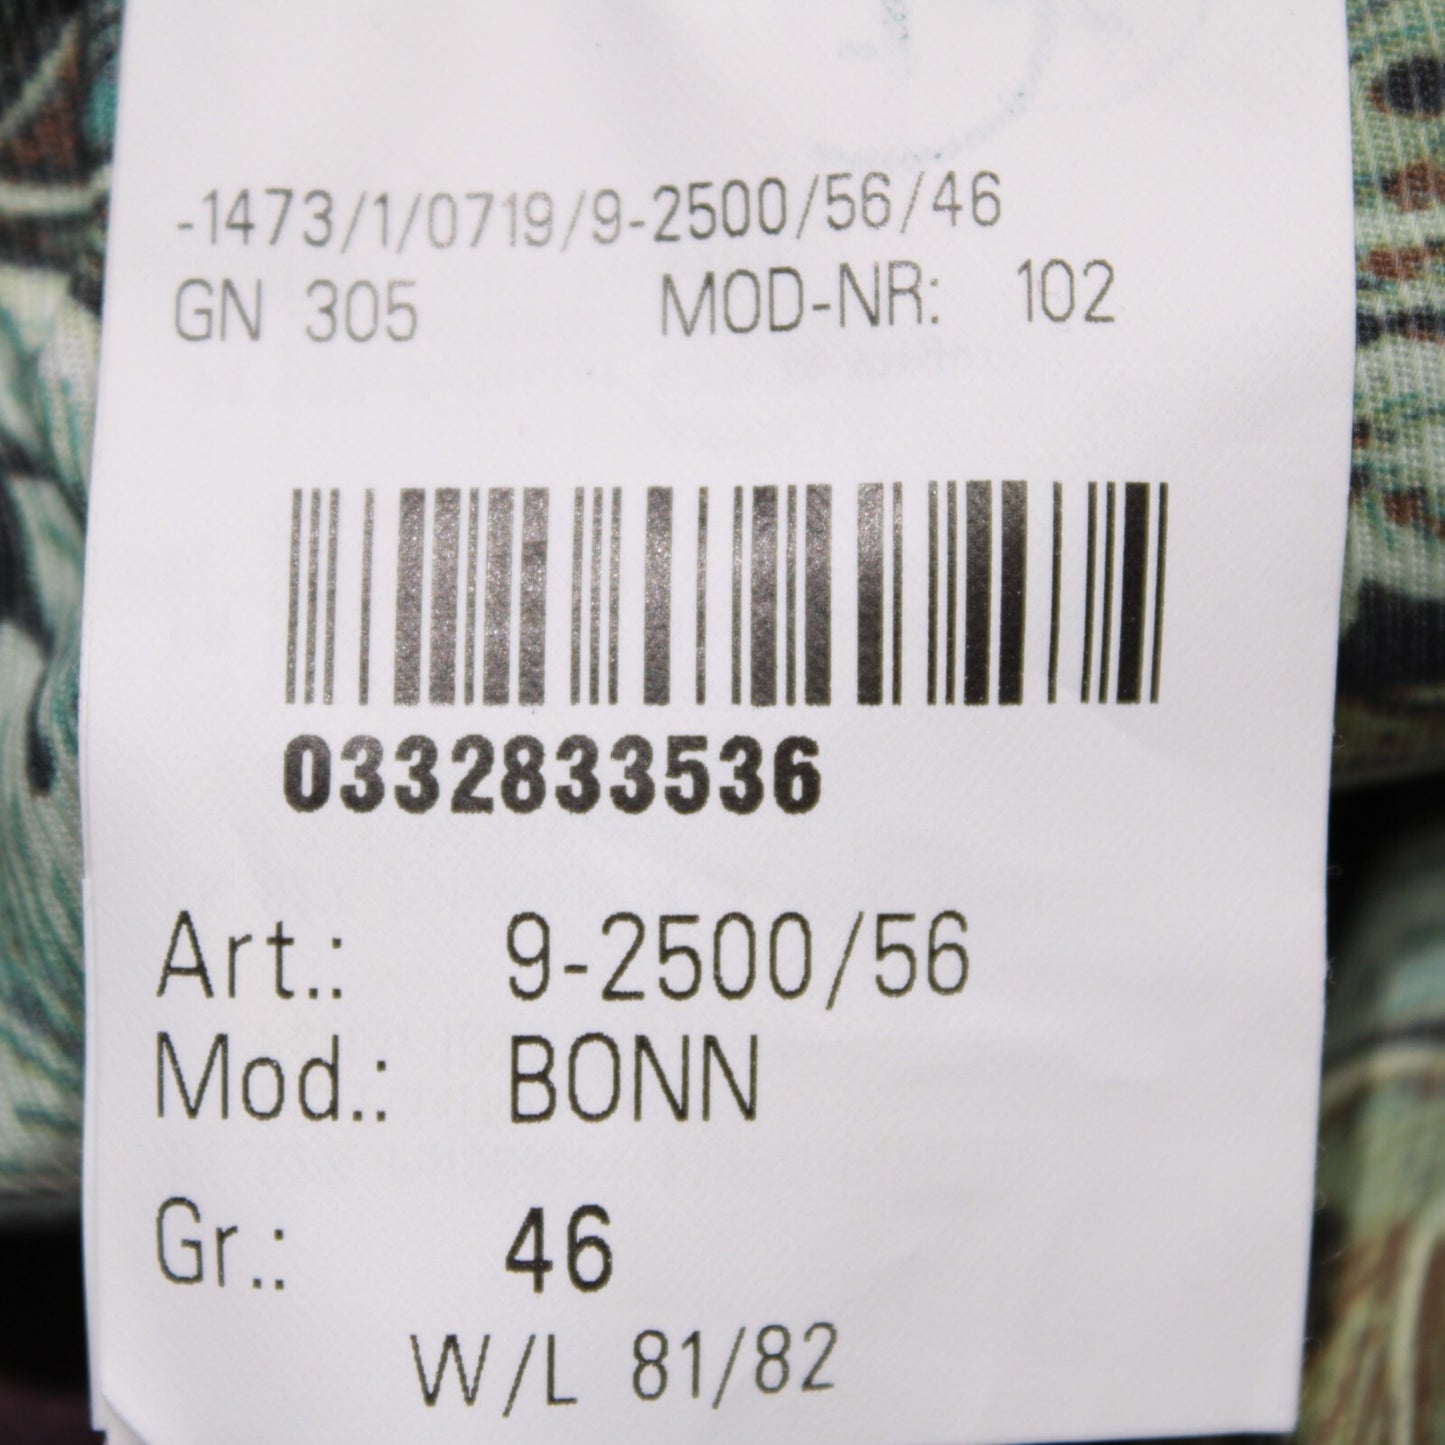 -1473/1/0719/9-2500/56/46
GN 305 MOD-NR: 102
0332833536
Art.: 9-2500/56
Mod.: BONN
Gr.: 46
W/L 81/82